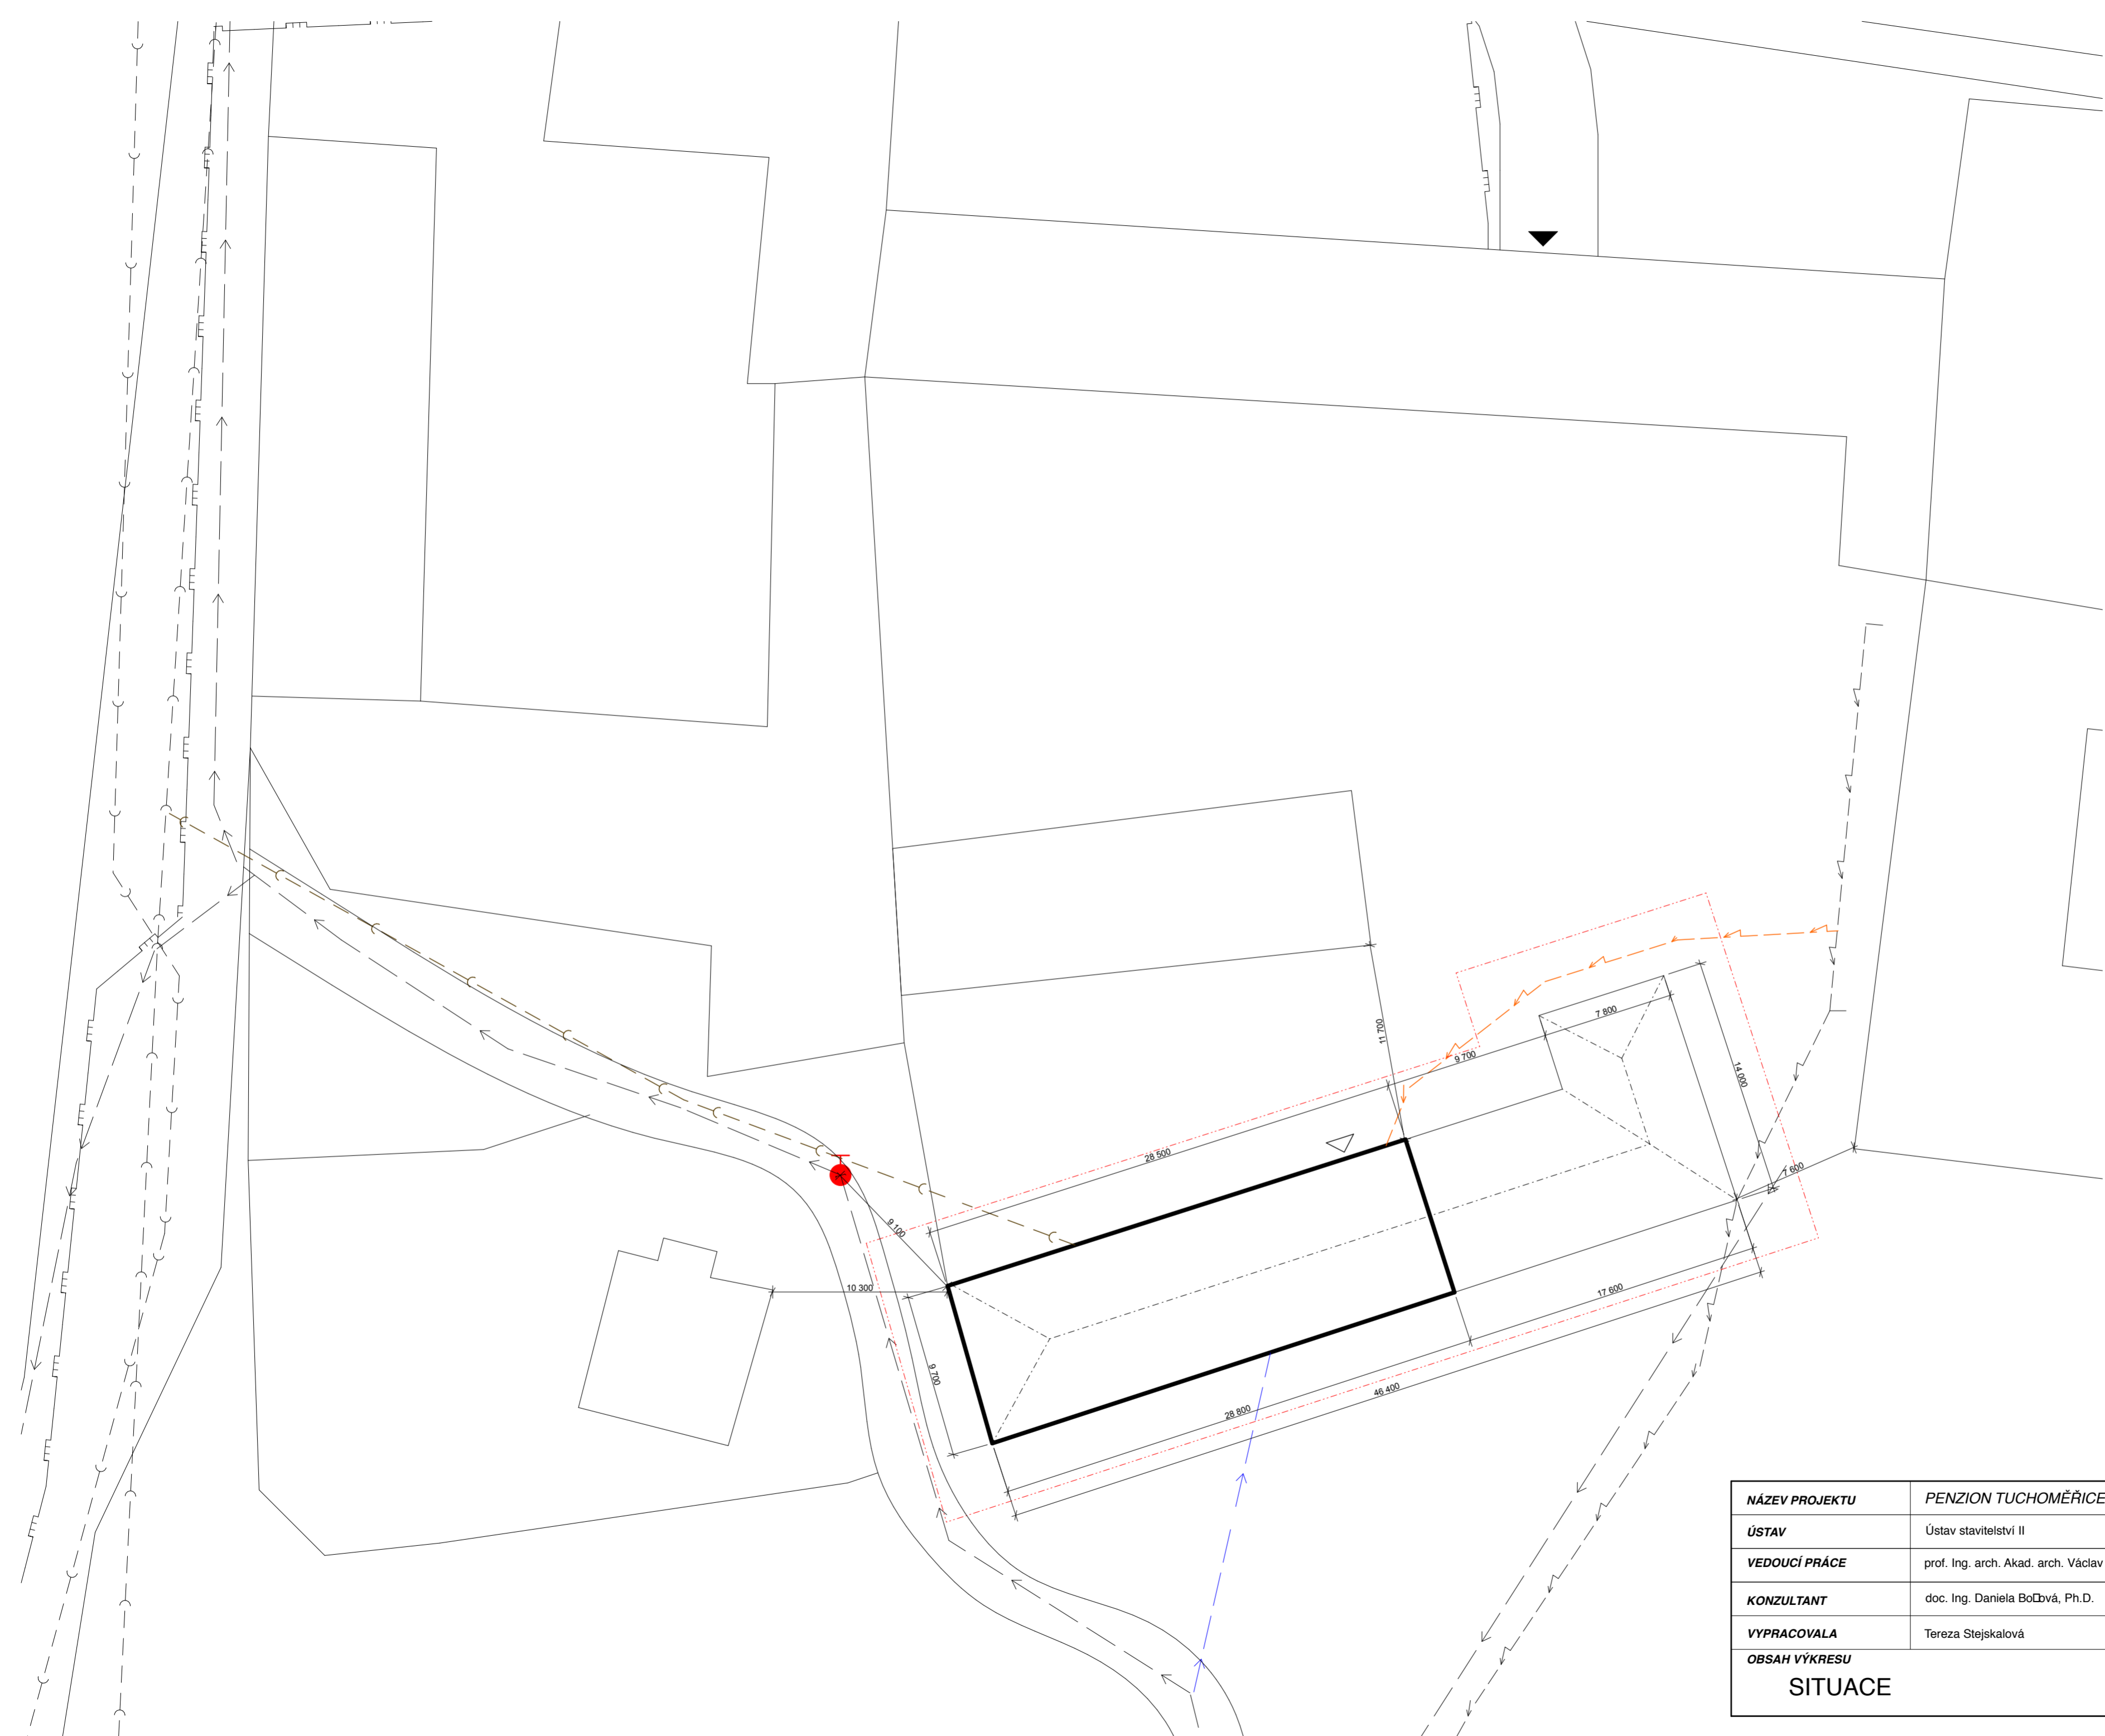 11 700
7 800
9 700
14 000
28 500
7 600
9 100
10 300
17 600
9 700
46 400
28 800
NÁZEV PROJEKTU PENZION TUCHOMĚŘICE
ÚSTAV Ústav stavitelství II
VEDOUCÍ PRÁCE prof. Ing. arch. Akad. arch. Václav
KONZULTANT doc. Ing. Daniela Ph.D.
VYPRACOVALA Tereza Stejskalová
OBSAH VÝKRESU
SITUACE